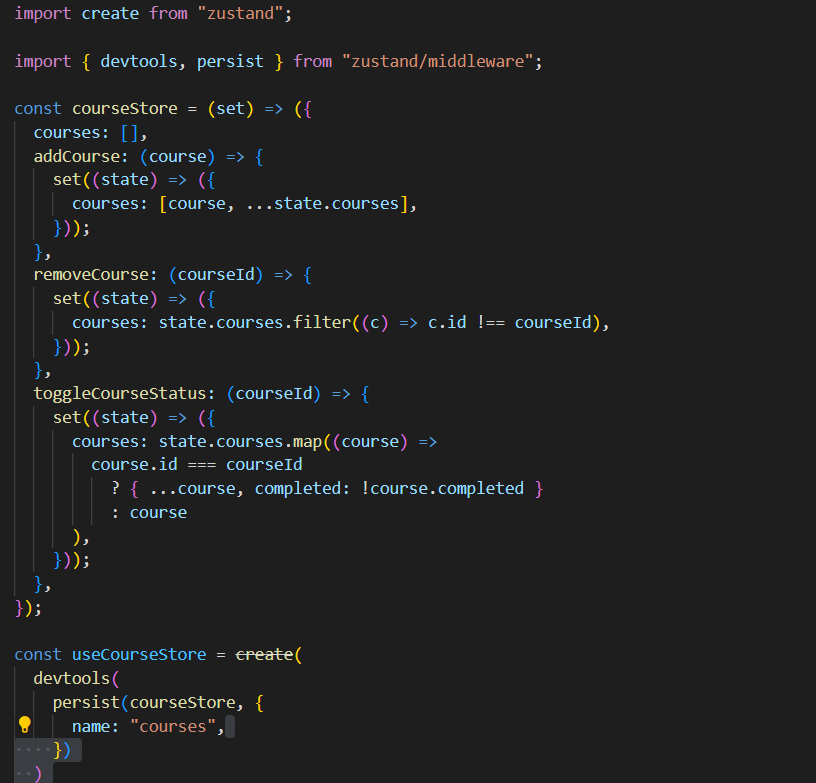 import create from "zustand";
import { devtools, persist } from "zustand/middleware";
const courseStore = (set) => ({
  courses: [],
  addCourse: (course) => {
    set((state) => ({
      courses: [course, ...state.courses],
    }));
  },
  removeCourse: (courseId) => {
    set((state) => ({
      courses: state.courses.filter((c) => c.id !== courseId),
    }));
  },
  toggleCourseStatus: (courseId) => {
    set((state) => ({
      courses: state.courses.map((course) =>
        course.id === courseId
          ? { ...course, completed: !course.completed }
          : course
      ),
    }));
  },
});
const useCourseStore = create(
  devtools(
    persist(courseStore, {
      name: "courses",
    })
  )